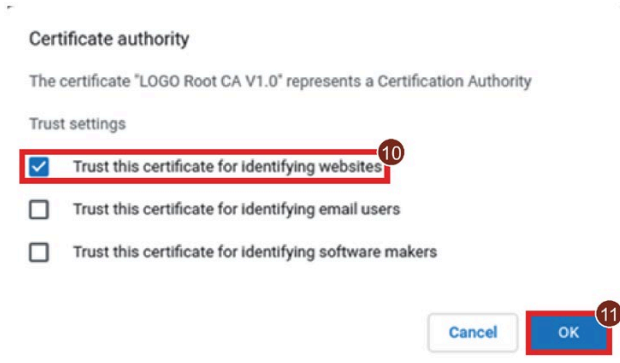 Certificate authority
The certificate "LOGO Root CA V1.0" represents a Certification Authority
Trust settings
10
Trust this certificate for identifying websites
Trust this certificate for identifying email users
Trust this certificate for identifying software makers
11
Cancel OK